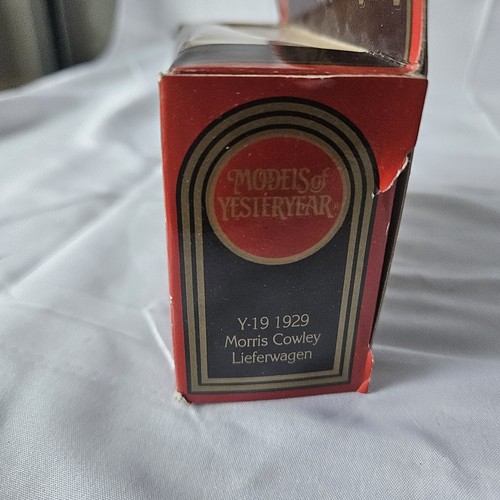 MODELS of
YESTERYEAR®
Y-19 1929
Morris Cowley
Lieferwagen